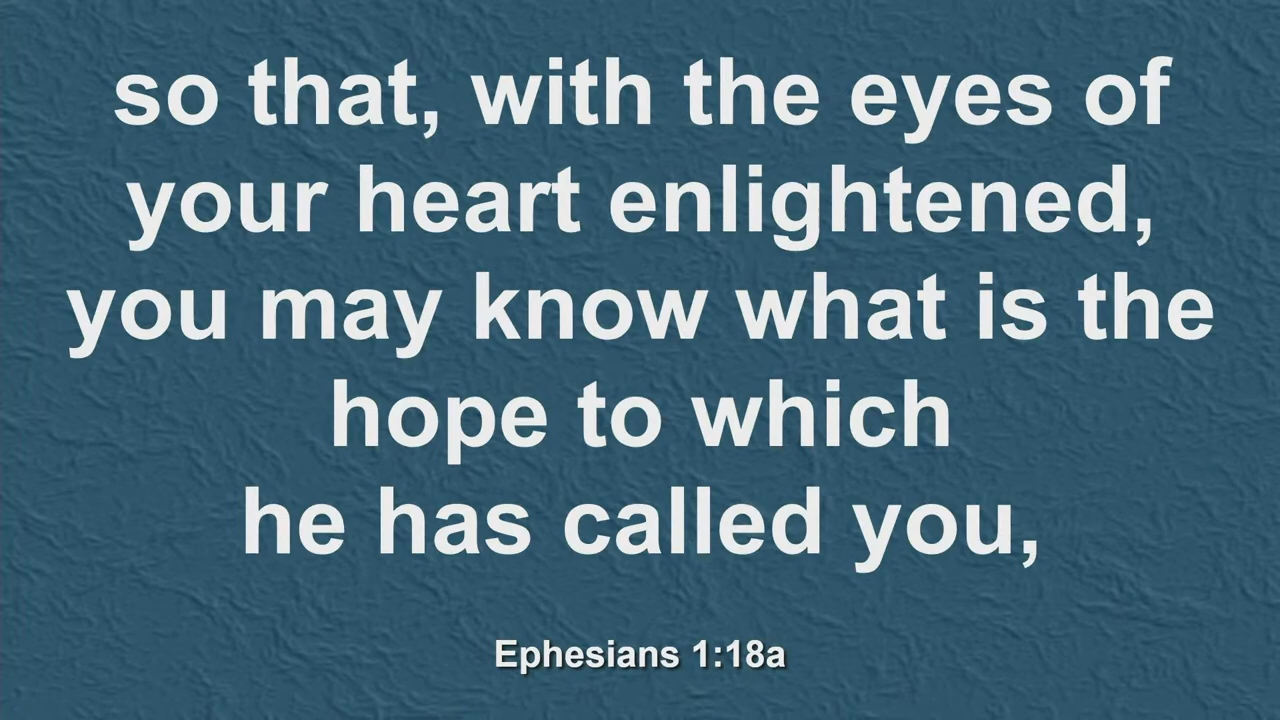 so that, with the eyes of
your heart enlightened,
you may know what is the
hope to which
he has called you,
Ephesians 1:18a